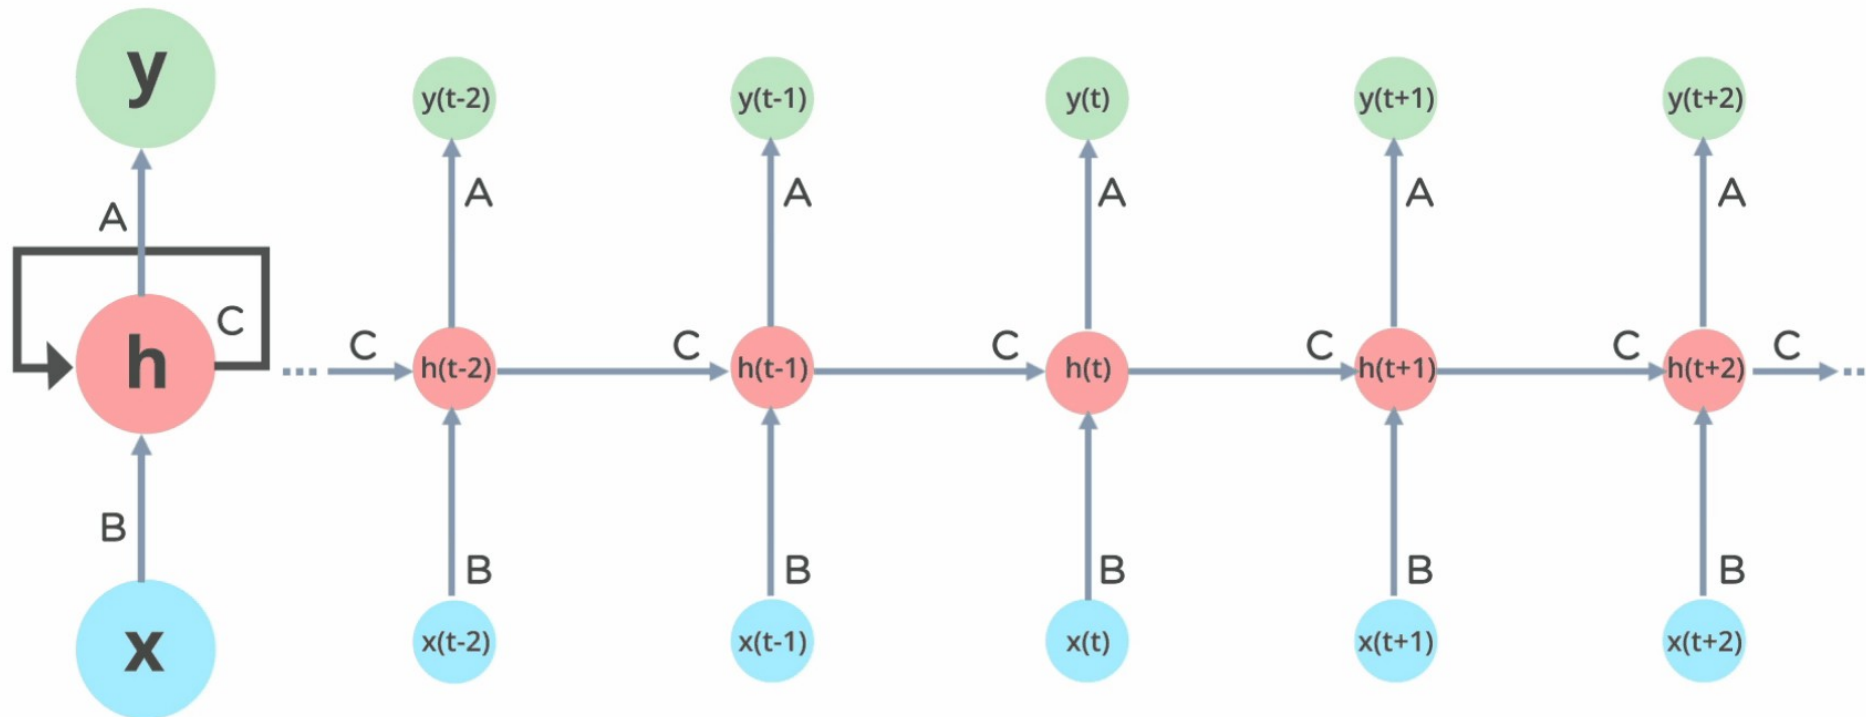 y
y(t-2) y(t-1) y(t) y(t+1) y(t+2)
A A A A A A
C
h
C h(t-2) C h(t-1) C h(t) C h(t+1) C h(t+2) C
B B B B B B
x
x(t-2) x(t-1) x(t) x(t+1) x(t+2)